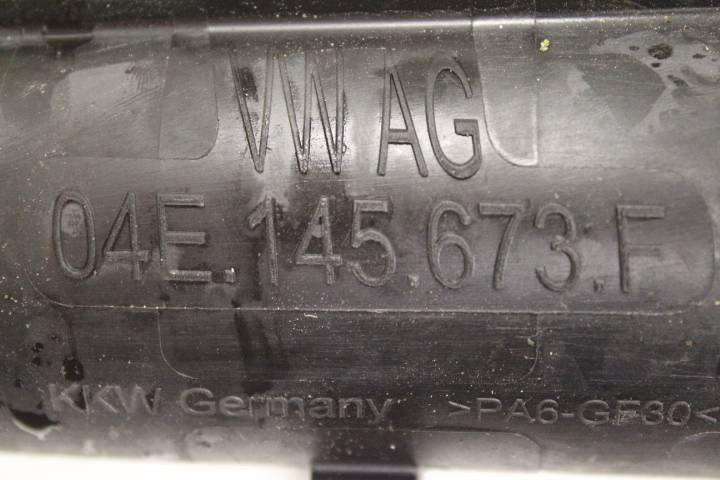 VW AG
04E.145.673.F
KKW Germany >PA6-GF30<